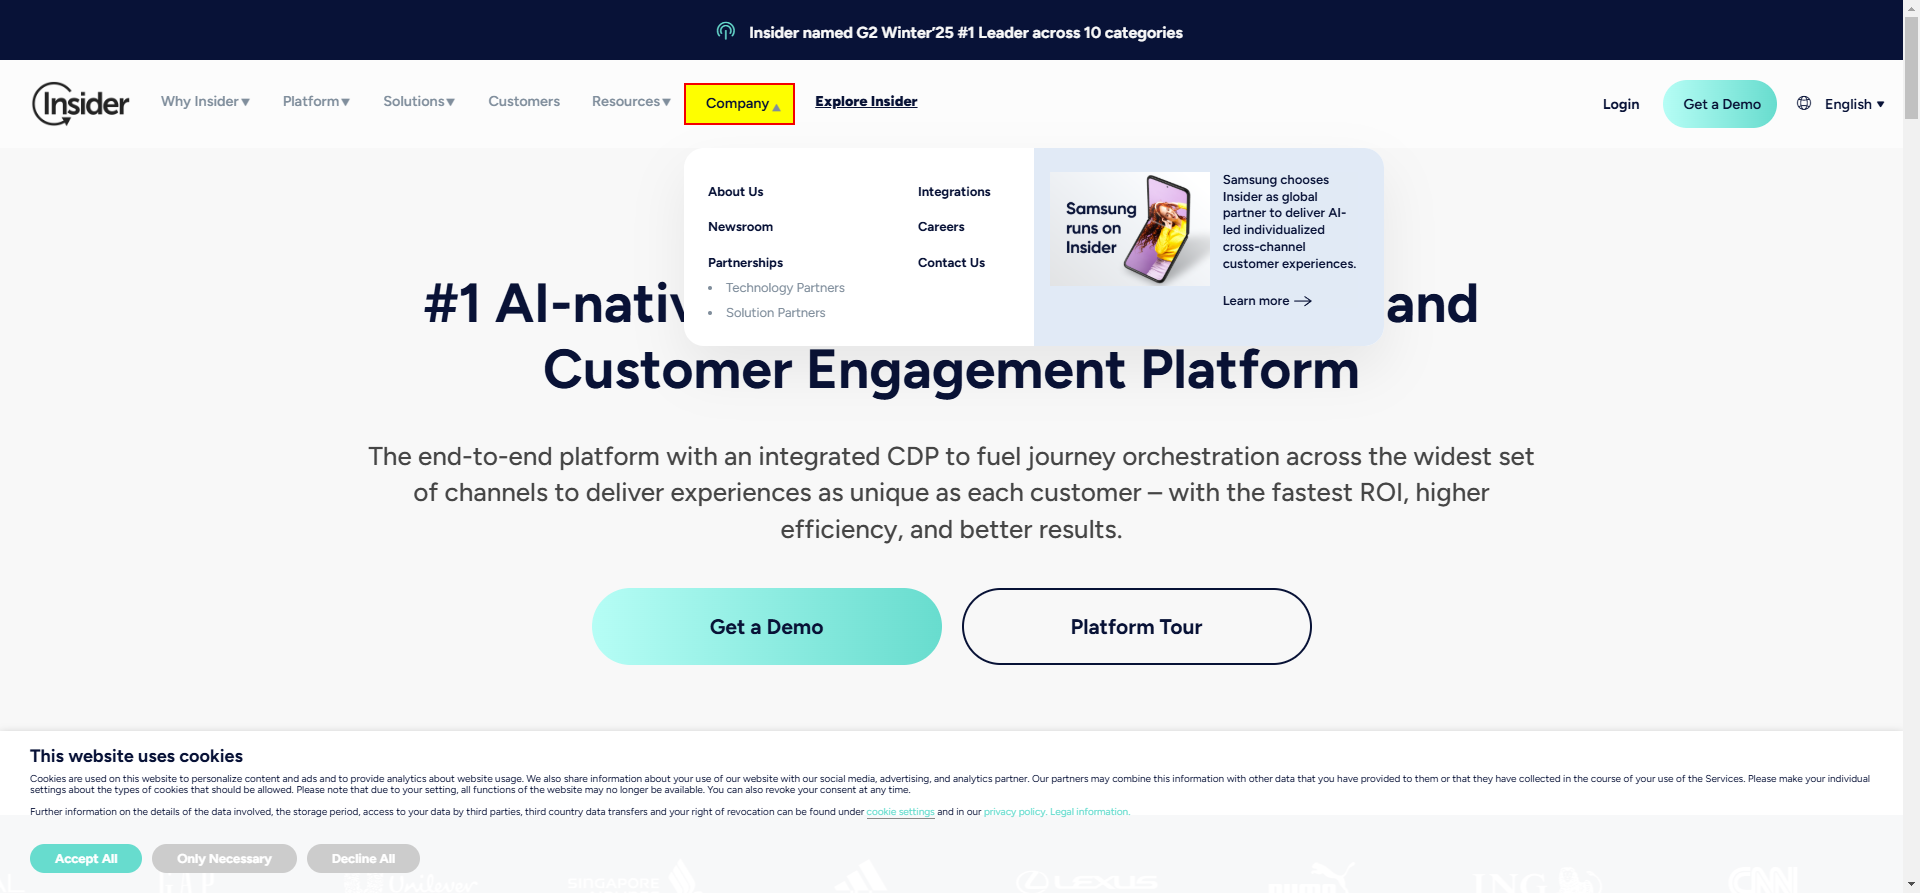 Insider named G2 Winter'25 #1 Leader across 10 categories
Insider
Why Insider
Platform
Solutions
Customers
Resources
Company
Explore Insider
Login
Get a Demo
English
About Us
Newsroom
Partnerships
• Technology Partners
• Solution Partners
Integrations
Careers
Contact Us
Samsung
runs on
Insider
Samsung chooses
Insider as global
partner to deliver AI-
led individualized
cross-channel
customer experiences.
Learn more
#1 AI-nativ and
Customer Engagement Platform
The end-to-end platform with an integrated CDP to fuel journey orchestration across the widest set
of channels to deliver experiences as unique as each customer – with the fastest ROI, higher
efficiency, and better results.
Get a Demo
Platform Tour
This website uses cookies
Cookies are used on this website to personalize content and ads and to provide analytics about website usage. We also share information about your use of our website with our social media, advertising, and analytics partner. Our partners may combine this information with other data that you have provided to them or that they have collected in the course of your use of the Services. Please make your individual
settings about the types of cookies that should be allowed. Please note that due to your setting, all functions of the website may no longer be available. You can also revoke your consent at any time.
Further information on the details of the data involved, the storage period, access to your data by third parties, third country data transfers and your right of revocation can be found under cookie settings and in our privacy policy. Legal information.
Accept All
Only Necessary
Decline All
GAP
Unilever
SINGAPORE
LEXUS
puma
ING
CNN